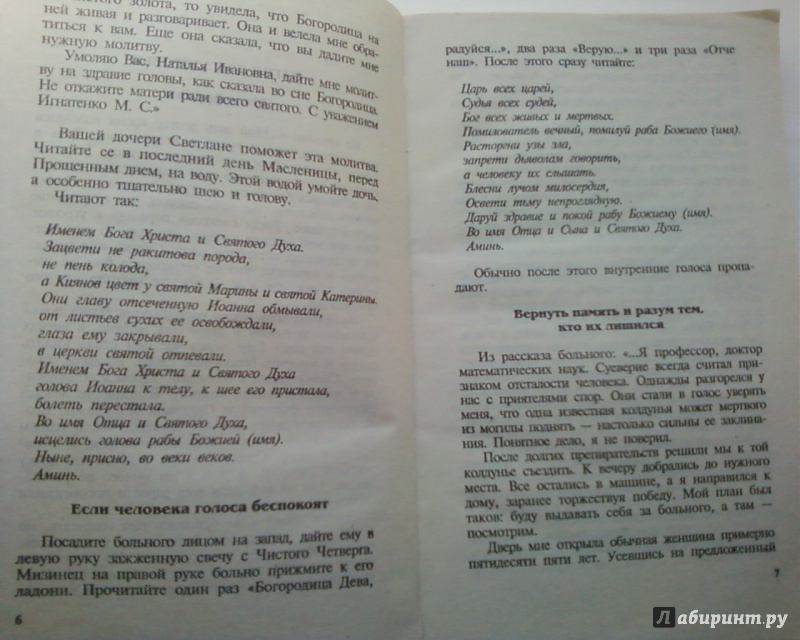 чистого золота, то увидела, что Богородица на
ней живая и разговаривает. Она и велела мне обра-
титься к вам. Еще она сказала, что вы дадите мне
нужную молитву.
Умоляю Вас, Наталья Ивановна, дайте мне молит-
ву на здравие головы, как сказала во сне Богородица.
Не откажите матери ради всего святого. С уважением
Игнатенко М. С.»
Вашей дочери Светлане поможет эта молитва.
Читайте ее в последний день Масленицы, перед
Прощенным днем, на воду. Этой водой умойте дочь,
а особенно тщательно шею и голову.
Читают так:
Именем Бога Христа и Святого Духа.
Зацвети не ракитова порода,
не пень колода,
а Киянов цвет у святой Марины и святой Катерины.
Они главу отсеченную Иоанна обмывали,
от листьев сухих ее освобождали,
глаза ему закрывали,
в церкви святой отпевали.
Именем Бога Христа и Святого Духа
голова Иоанна к телу, к шее его пристала,
болеть перестала.
Во имя Отца и Святого Духа,
исцелись голова рабы Божией (имя).
Ныне, присно, во веки веков.
Аминь.
Если человека голоса беспокоят
Посадите больного лицом на запад, дайте ему в
левую руку зажженную свечу с Чистого Четверга.
Мизинец на правой руке больно прижмите к его
ладони. Прочитайте один раз «Богородица Дева,
6
радуйся...», два раза «Верую...» и три раза «Отче
наш». После этого сразу читайте:
Царь всех царей,
Судья всех судей,
Бог всех живых и мертвых.
Помилователь вечный, помилуй раба Божиего (имя).
Расторгни узы зла,
запрети дьяволам говорить,
а человеку их слышать.
Блесни лучом милосердия,
Освети тьму непроглядную.
Даруй здравие и покой рабу Божиему (имя).
Во имя Отца и Сына и Святого Духа.
Аминь.
Обычно после этого внутренние голоса пропа-
дают.
Вернуть память и разум тем,
кто их лишился
Из рассказа больного: «...Я профессор, доктор
математических наук. Суеверие всегда считал при-
знаком отсталости человека. Однажды разгорелся у
нас с приятелями спор. Они стали в голос уверять
меня, что одна известная колдунья может мертвого
из могилы поднять — настолько сильны ее заклина-
ния. Понятное дело, я не поверил.
После долгих препирательств решили мы к той
колдунье съездить. К вечеру добрались до нужного
места. Все остались в машине, а я направился к
дому, заранее торжествуя победу. Мой план был
таков: буду выдавать себя за больного, а там —
посмотрим.
Дверь мне открыла обычная женщина примерно
пятидесяти пяти лет. Усевшись на предложенный
7
Лабиринт.ру